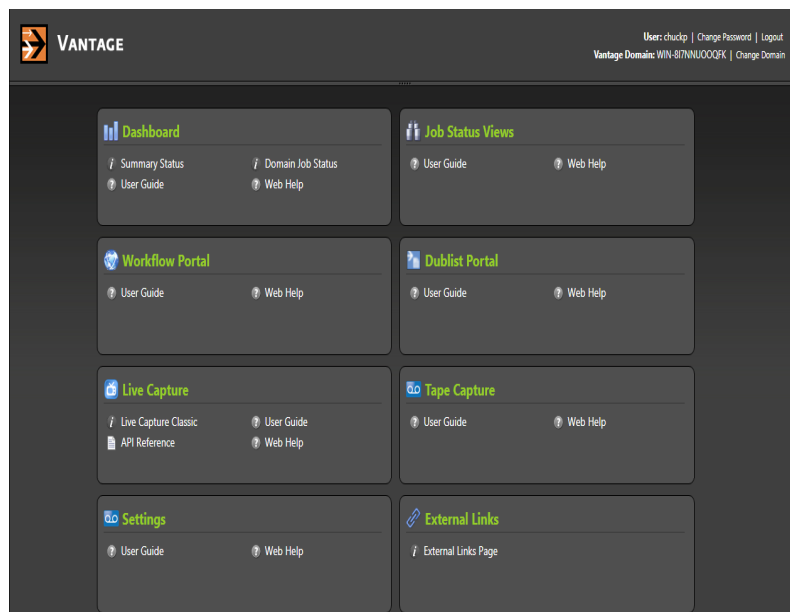 VANTAGE
User: chuckp | Change Password | Logout
Vantage Domain: WIN-8I7NNUOOQFK | Change Domain
Dashboard
Summary Status Domain Job Status
User Guide Web Help
Job Status Views
User Guide Web Help
Workflow Portal
User Guide Web Help
Dublist Portal
User Guide Web Help
Live Capture
Live Capture Classic User Guide
API Reference Web Help
Tape Capture
User Guide Web Help
Settings
User Guide Web Help
External Links
External Links Page